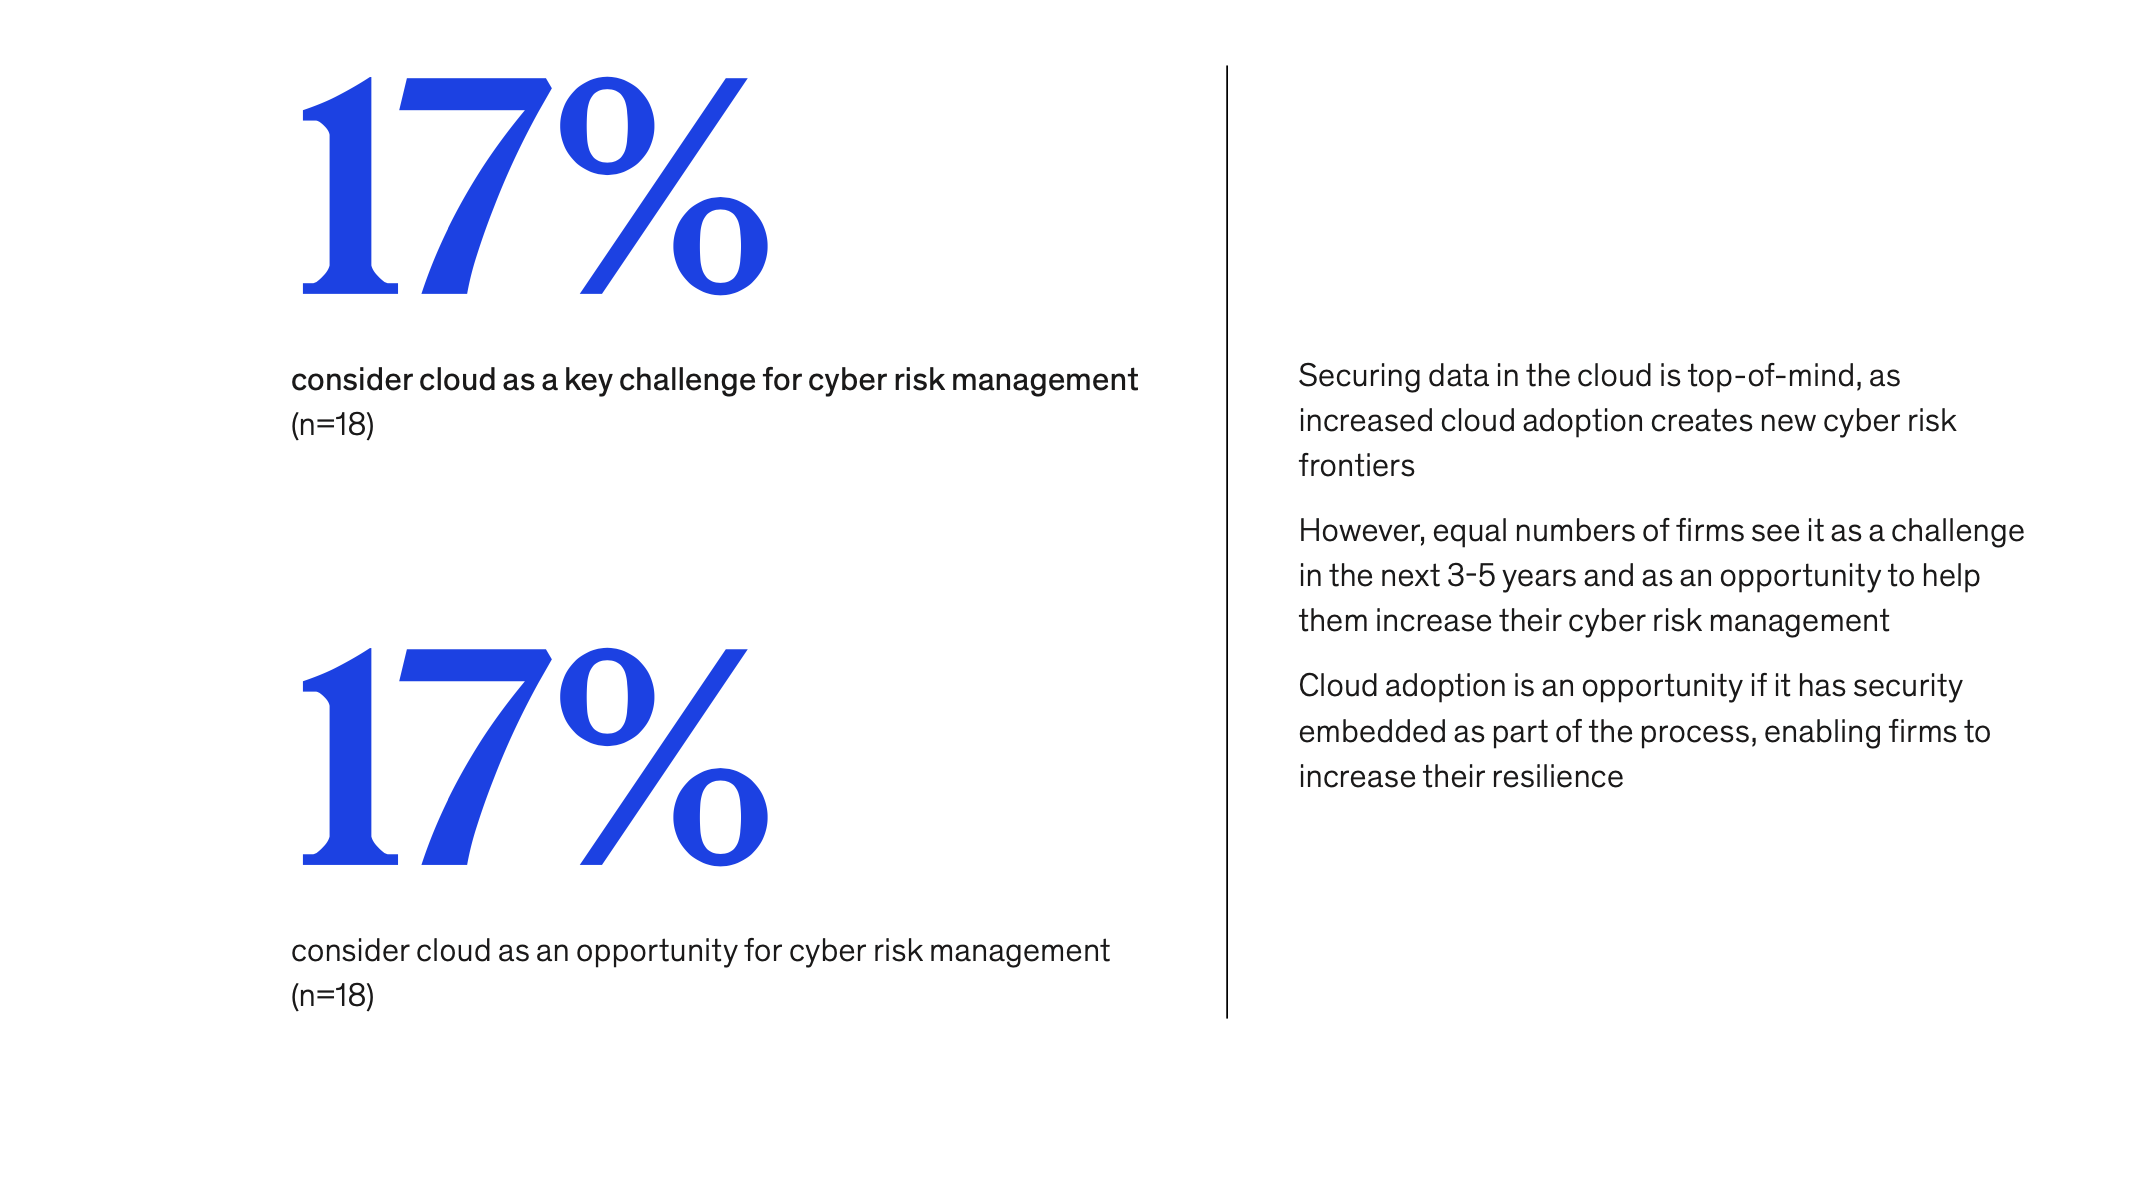 17%
consider cloud as a key challenge for cyber risk management
(n=18)
17%
consider cloud as an opportunity for cyber risk management
(n=18)
Securing data in the cloud is top-of-mind, as
increased cloud adoption creates new cyber risk
frontiers
However, equal numbers of firms see it as a challenge
in the next 3-5 years and as an opportunity to help
them increase their cyber risk management
Cloud adoption is an opportunity if it has security
embedded as part of the process, enabling firms to
increase their resilience